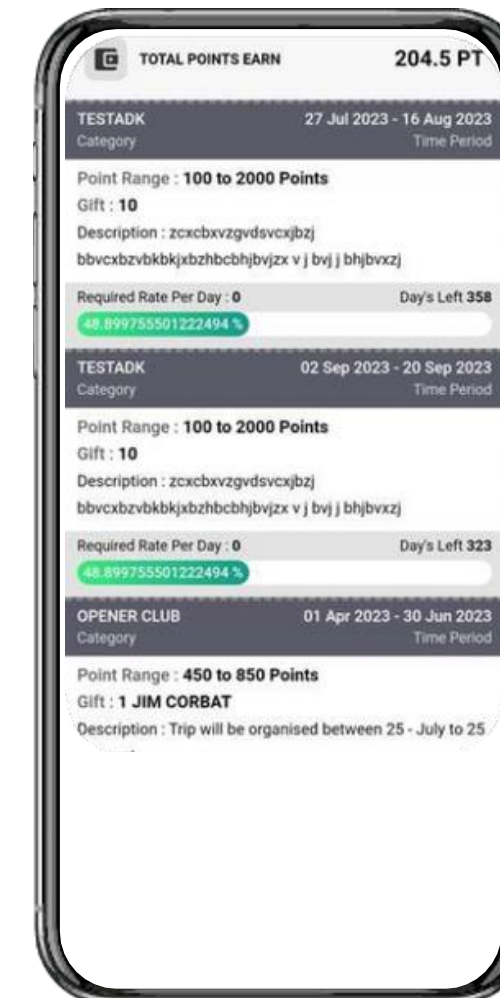 TOTAL POINTS EARN 204.5 PT
TESTADK 27 Jul 2023 - 16 Aug 2023
Category Time Period
Point Range : 100 to 2000 Points
Gift : 10
Description : zcxcbxvzgvdsvcxjbzj
bbvcxbzvbkbkjxbzhbcbhjbvjzx v j bvj j bhjbvxzj
Required Rate Per Day : 0 Day's Left 358
48.899755501222494 %
TESTADK 02 Sep 2023 - 20 Sep 2023
Category Time Period
Point Range : 100 to 2000 Points
Gift : 10
Description : zcxcbxvzgvdsvcxjbzj
bbvcxbzvbkbkjxbzhbcbhjbvjzx v j bvj j bhjbvxzj
Required Rate Per Day : 0 Day's Left 323
48.899755501222494 %
OPENER CLUB 01 Apr 2023 - 30 Jun 2023
Category Time Period
Point Range : 450 to 850 Points
Gift : 1 JIM CORBAT
Description : Trip will be organised between 25 - July to 25